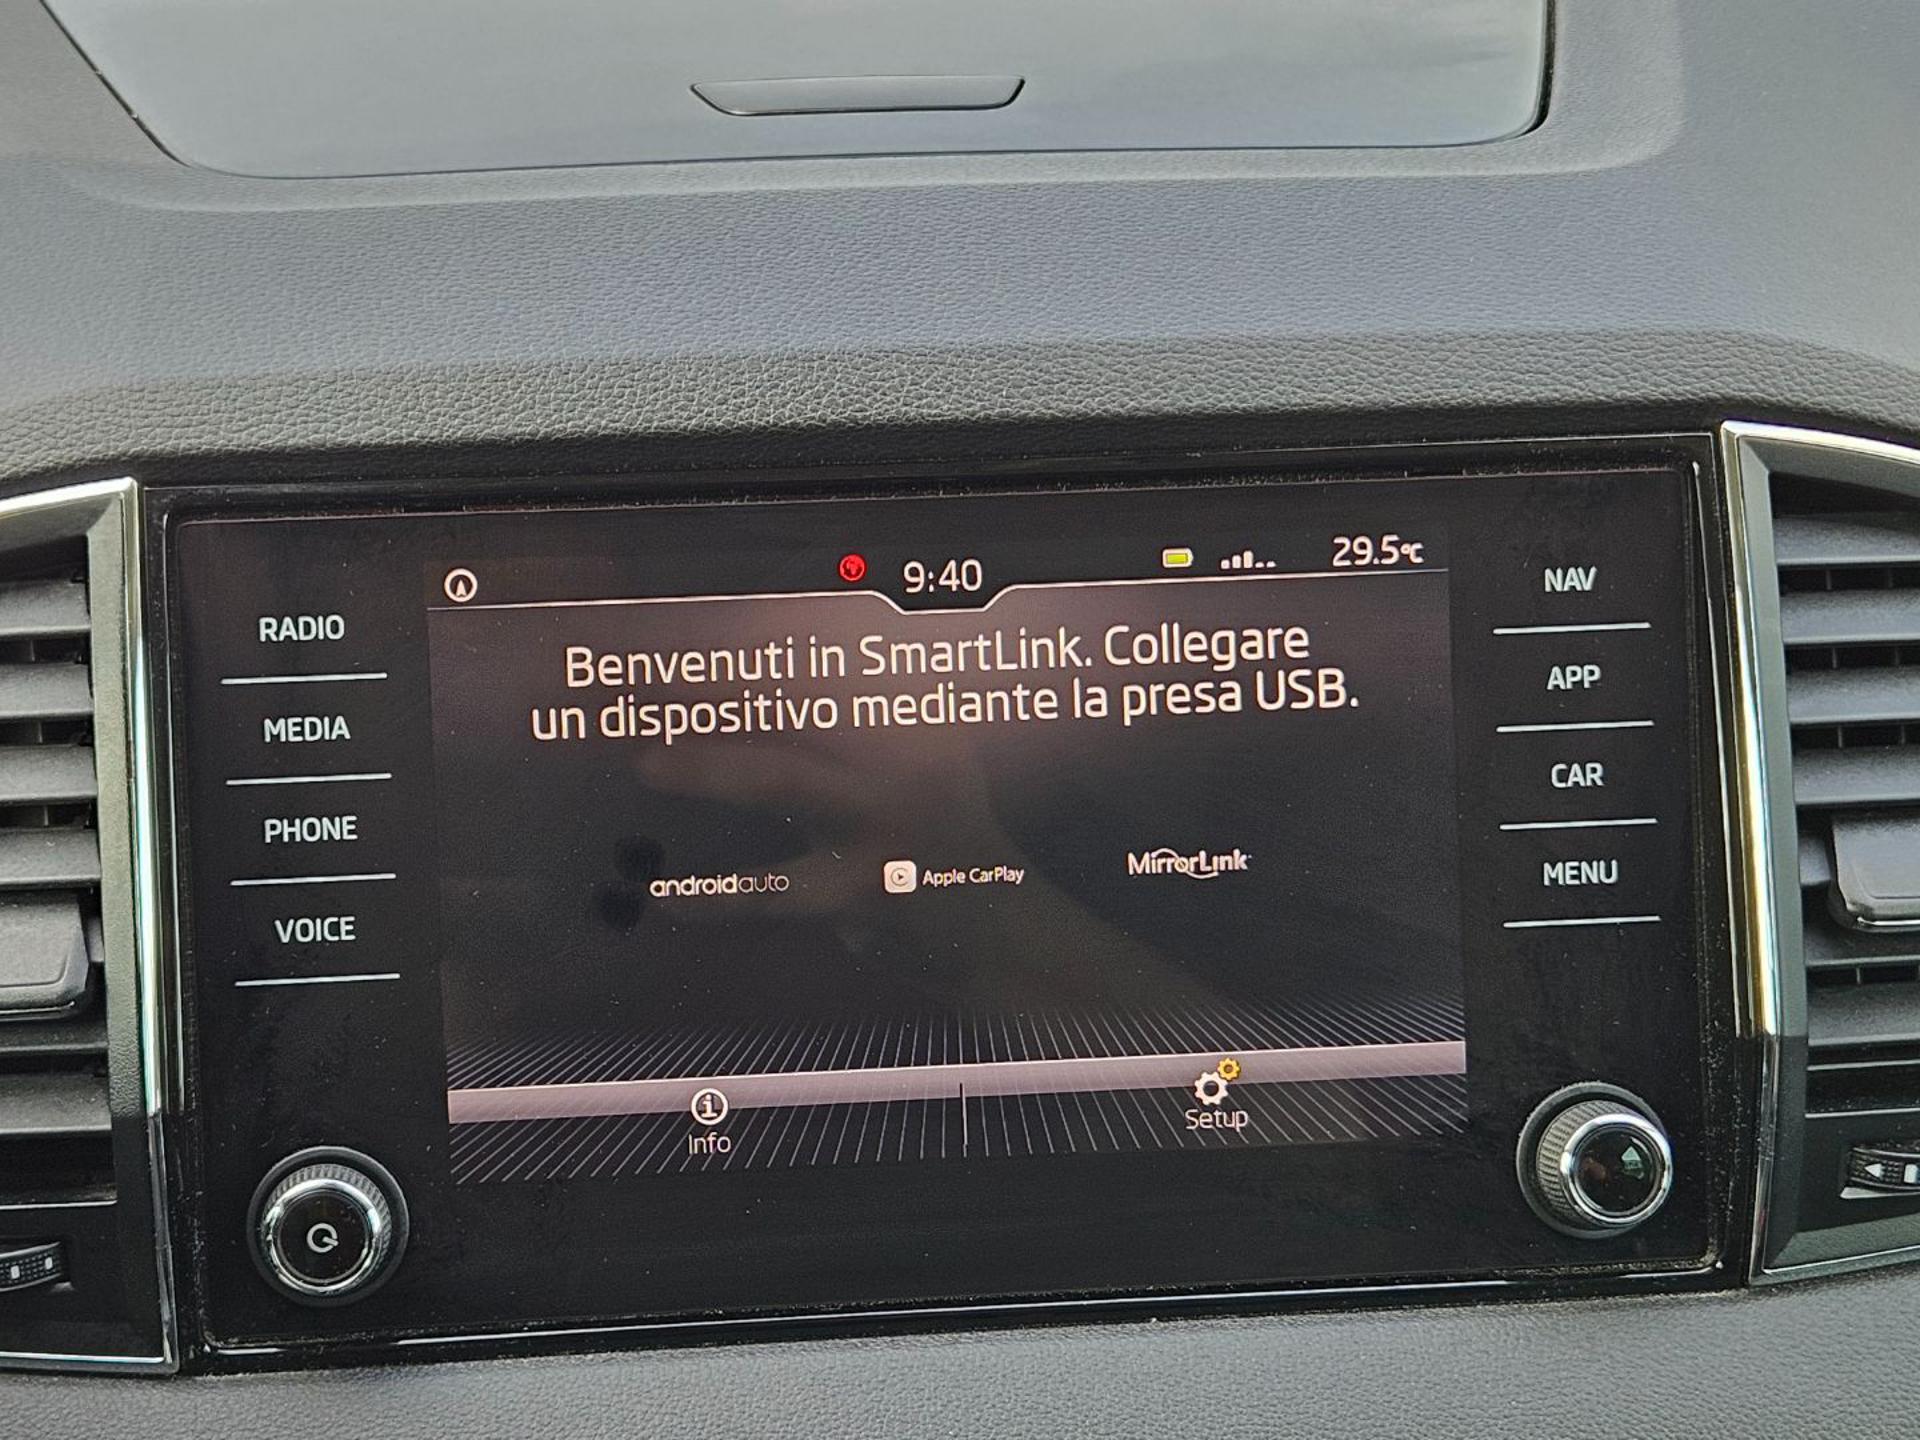 9:40
29.5°C
RADIO
MEDIA
PHONE
VOICE
Benvenuti in SmartLink. Collegare
un dispositivo mediante la presa USB.
androidauto
Apple CarPlay
MirrorLink
Info
Setup
NAV
APP
CAR
MENU